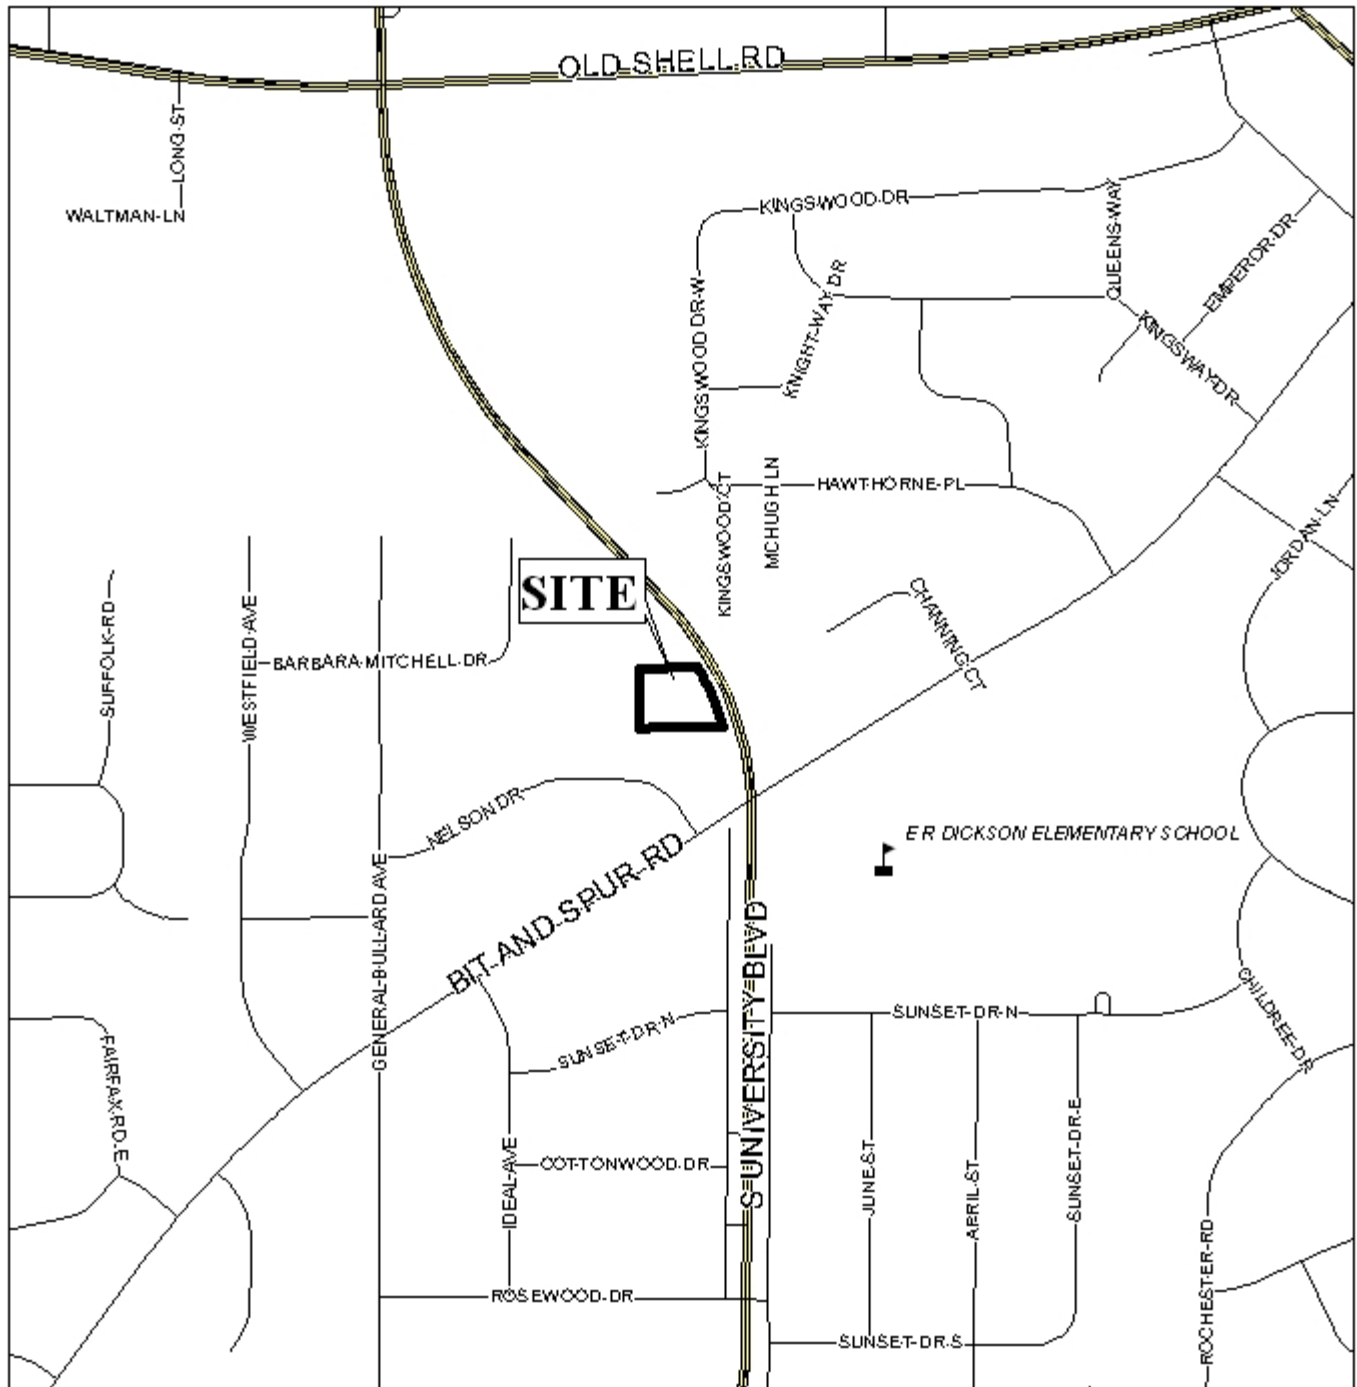 OLD SHELL RD
LONG ST
WALTMAN LN
KINGSWOOD DR
QUEENS WAY
EMPEROR DR
KINGSWOOD DR W
KNIGHT WAY DR
KINGSWAY DR
KINGSWOOD CT
MCHUGH LN
HAWTHORNE PL
JORDAN LN
SITE
CHANNING CT
SUFFOLK RD
WESTFIELD AVE
BARBARA MITCHELL DR
NELSON DR
E R DICKSON ELEMENTARY SCHOOL
BIT AND SPUR RD
GENERAL BULLARD AVE
S UNIVERSITY BLVD
SUNSET DR N
SUNSET DR N
CHILDREE DR
FAIRFAX RD E
IDEAL AVE
COTTONWOOD DR
JUNE ST
APRIL ST
SUNSET DR E
ROSEWOOD DR
SUNSET DR S
ROCHESTER RD